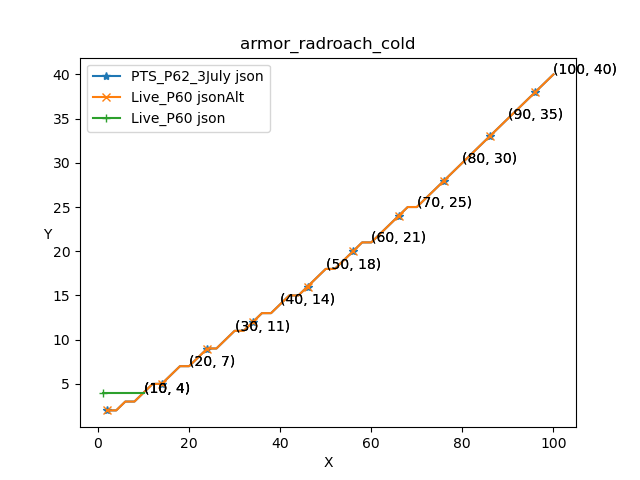 armor_radroach_cold
PTS_P62_3July json
Live_P60 jsonAlt
Live_P60 json
(100, 40)
(90, 35)
(80, 30)
(70, 25)
(60, 21)
(50, 18)
(40, 14)
(30, 11)
(20, 7)
(10, 4)
40
35
30
25
20
15
10
5
Y
0 20 40 60 80 100
X